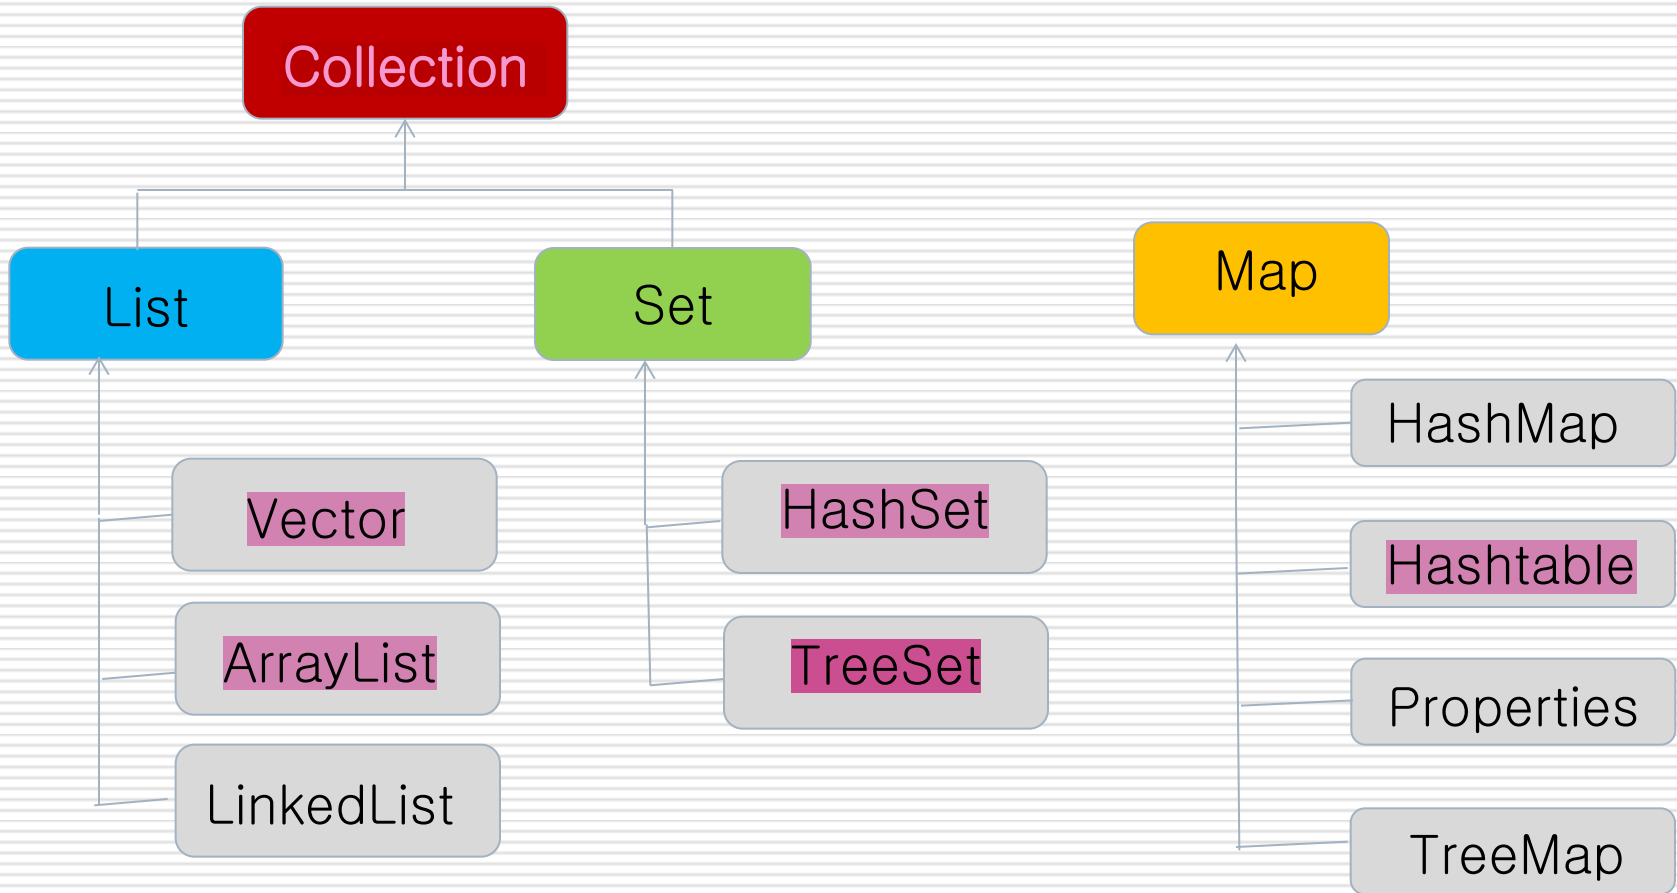 Collection
List
Set
Map
Vector
ArrayList
LinkedList
HashSet
TreeSet
HashMap
Hashtable
Properties
TreeMap